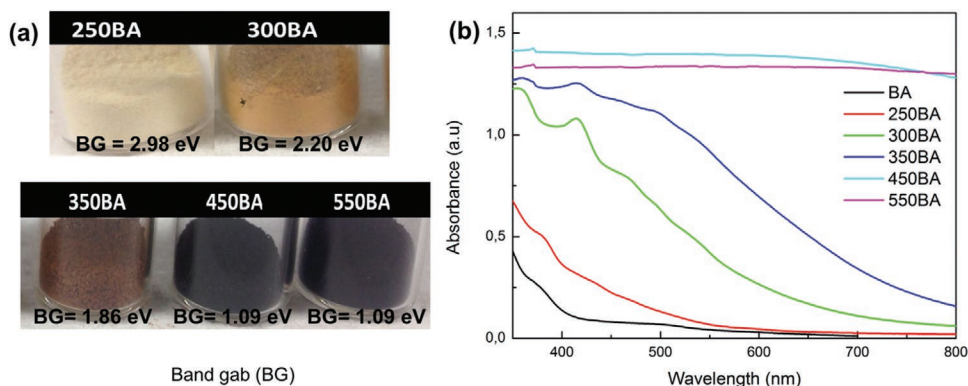 (a)
250BA 300BA
BG = 2.98 eV BG = 2.20 eV
350BA 450BA 550BA
BG= 1.86 eV BG= 1.09 eV BG= 1.09 eV
Band gab (BG)
(b)
Absorbance (a.u)
1,5
1,0
0,5
0,0
400 500 600 700 800
Wavelength (nm)
BA
250BA
300BA
350BA
450BA
550BA